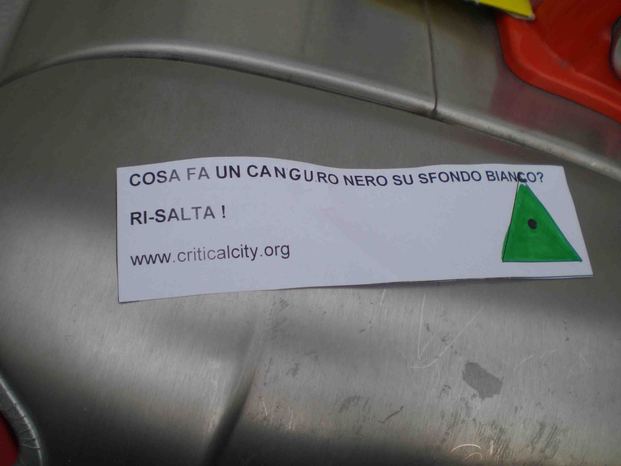 COSA FA UN CANGURO NERO SU SFONDO BIANCO?
RI-SALTA !
www.criticalcity.org